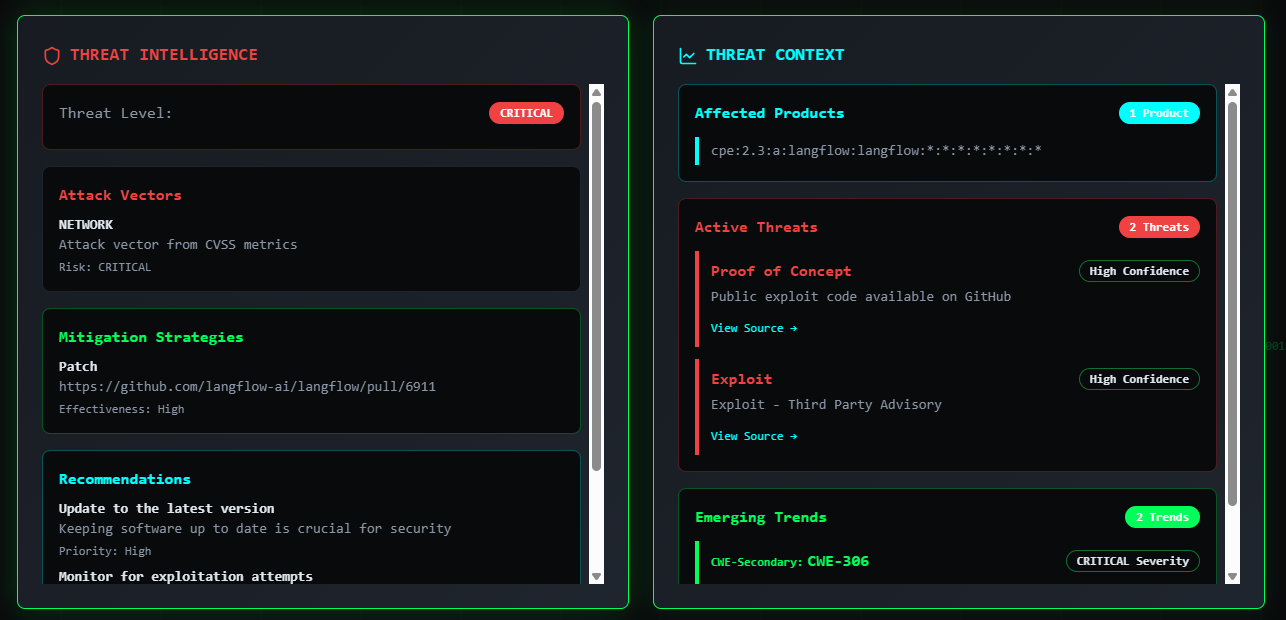 THREAT INTELLIGENCE
Threat Level:
CRITICAL
Attack Vectors
NETWORK
Attack vector from CVSS metrics
Risk: CRITICAL
Mitigation Strategies
Patch
https://github.com/langflow-ai/langflow/pull/6911
Effectiveness: High
Recommendations
Update to the latest version
Keeping software up to date is crucial for security
Priority: High
Monitor for exploitation attempts
THREAT CONTEXT
Affected Products
1 Product
cpe:2.3:a:langflow:langflow:*:*:*:*:*:*:*:*
Active Threats
2 Threats
Proof of Concept
High Confidence
Public exploit code available on GitHub
View Source →
Exploit
High Confidence
Exploit - Third Party Advisory
View Source →
Emerging Trends
2 Trends
CWE-Secondary: CWE-306
CRITICAL Severity
001